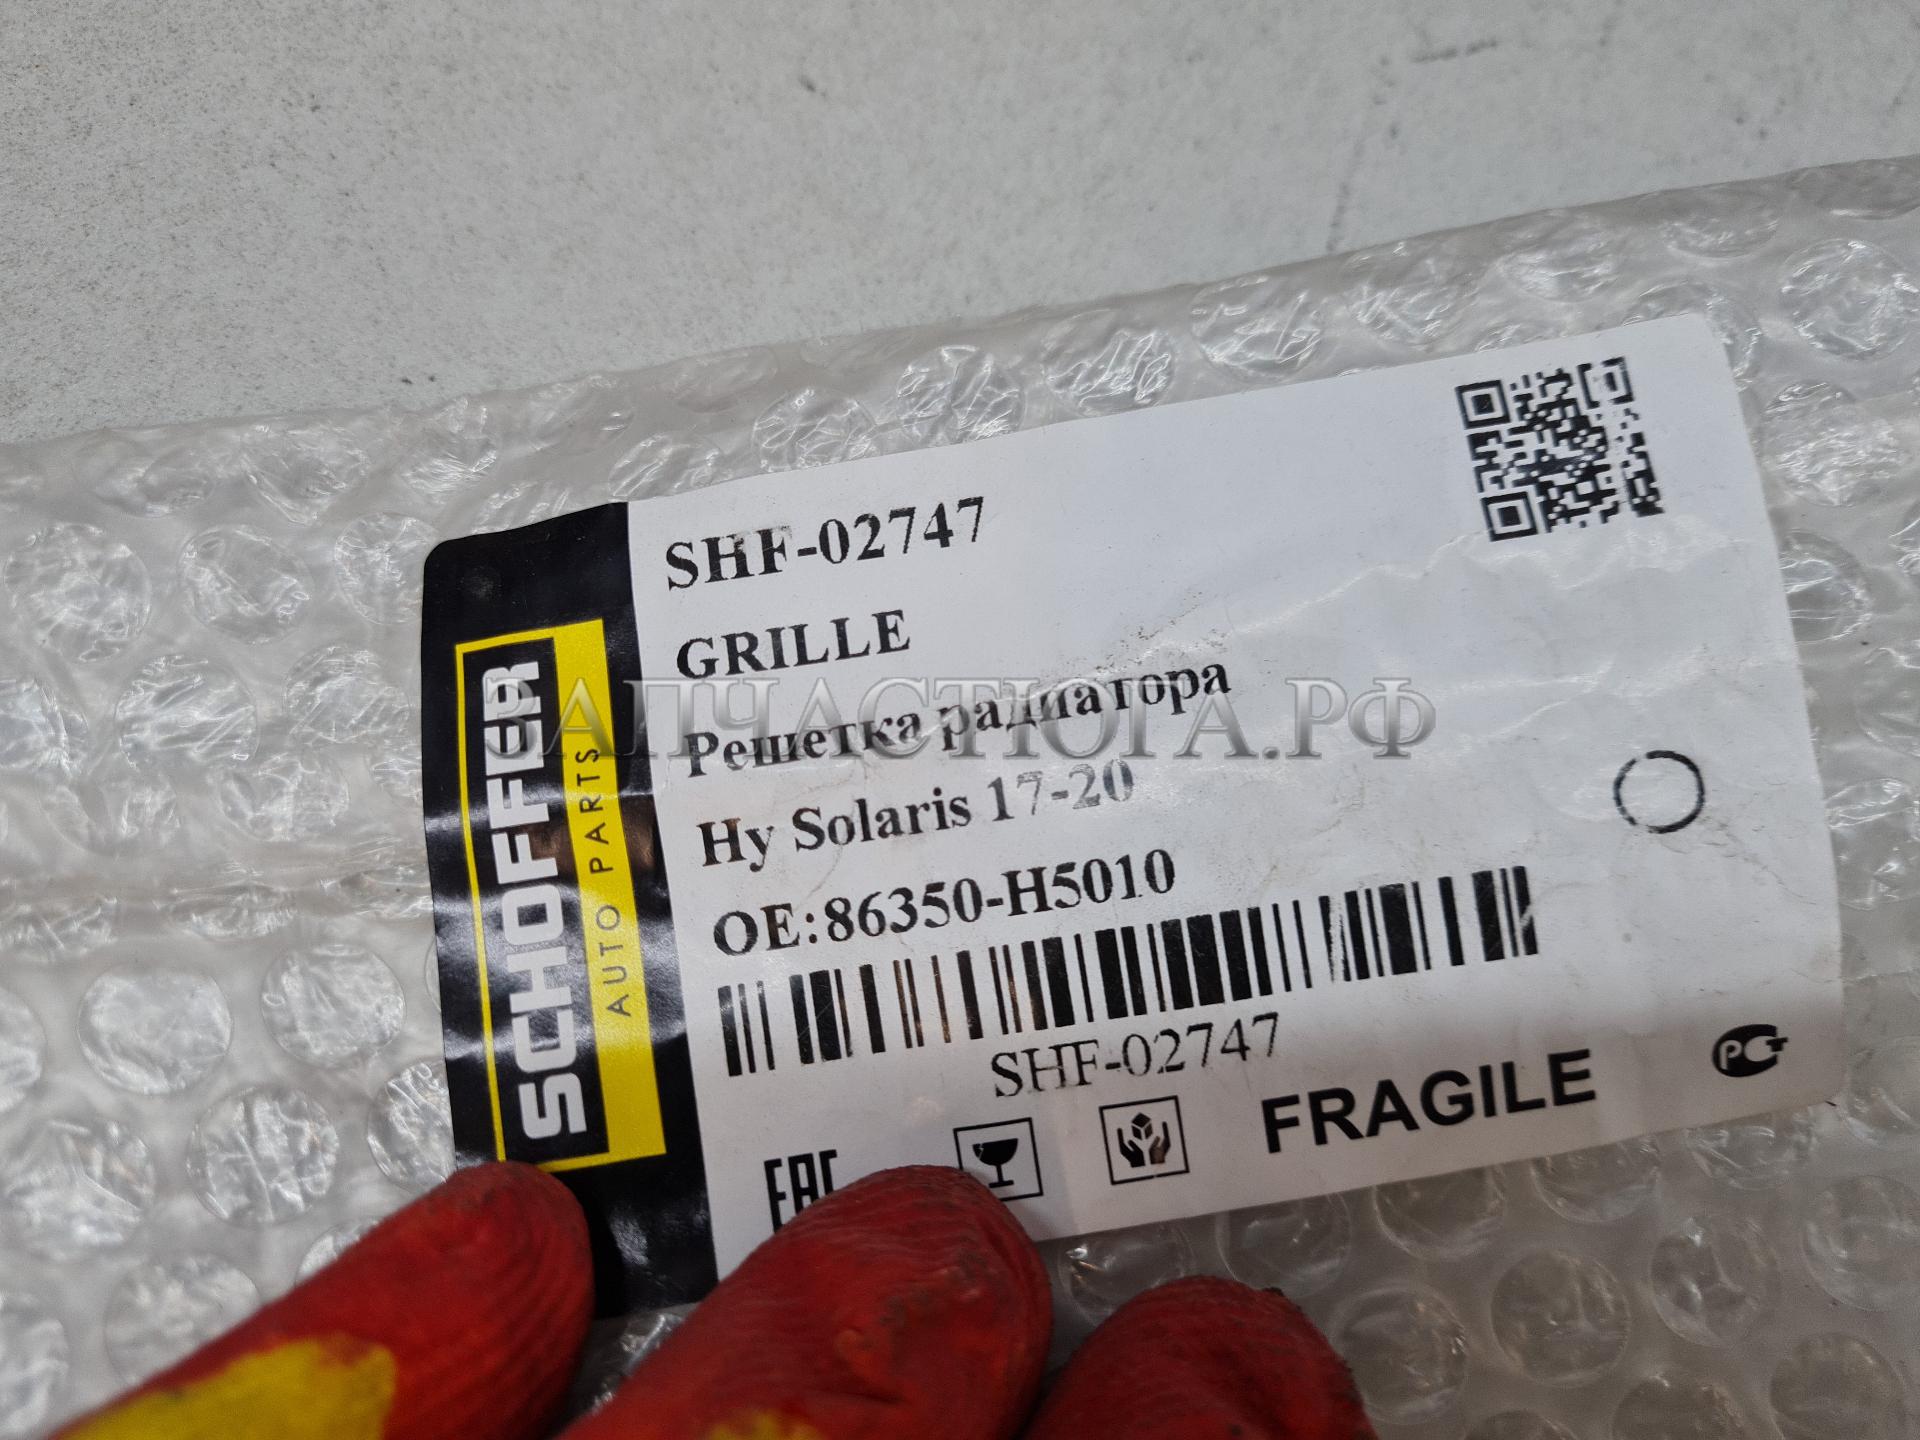 SCHOFFER
AUTO PARTS
SHF-02747
GRILLE
Решетка радиатора
Hy Solaris 17-20
OE:86350-H5010
SHF-02747
EAC
FRAGILE
РСТ
ЗАПЧАСТЮГА.РФ